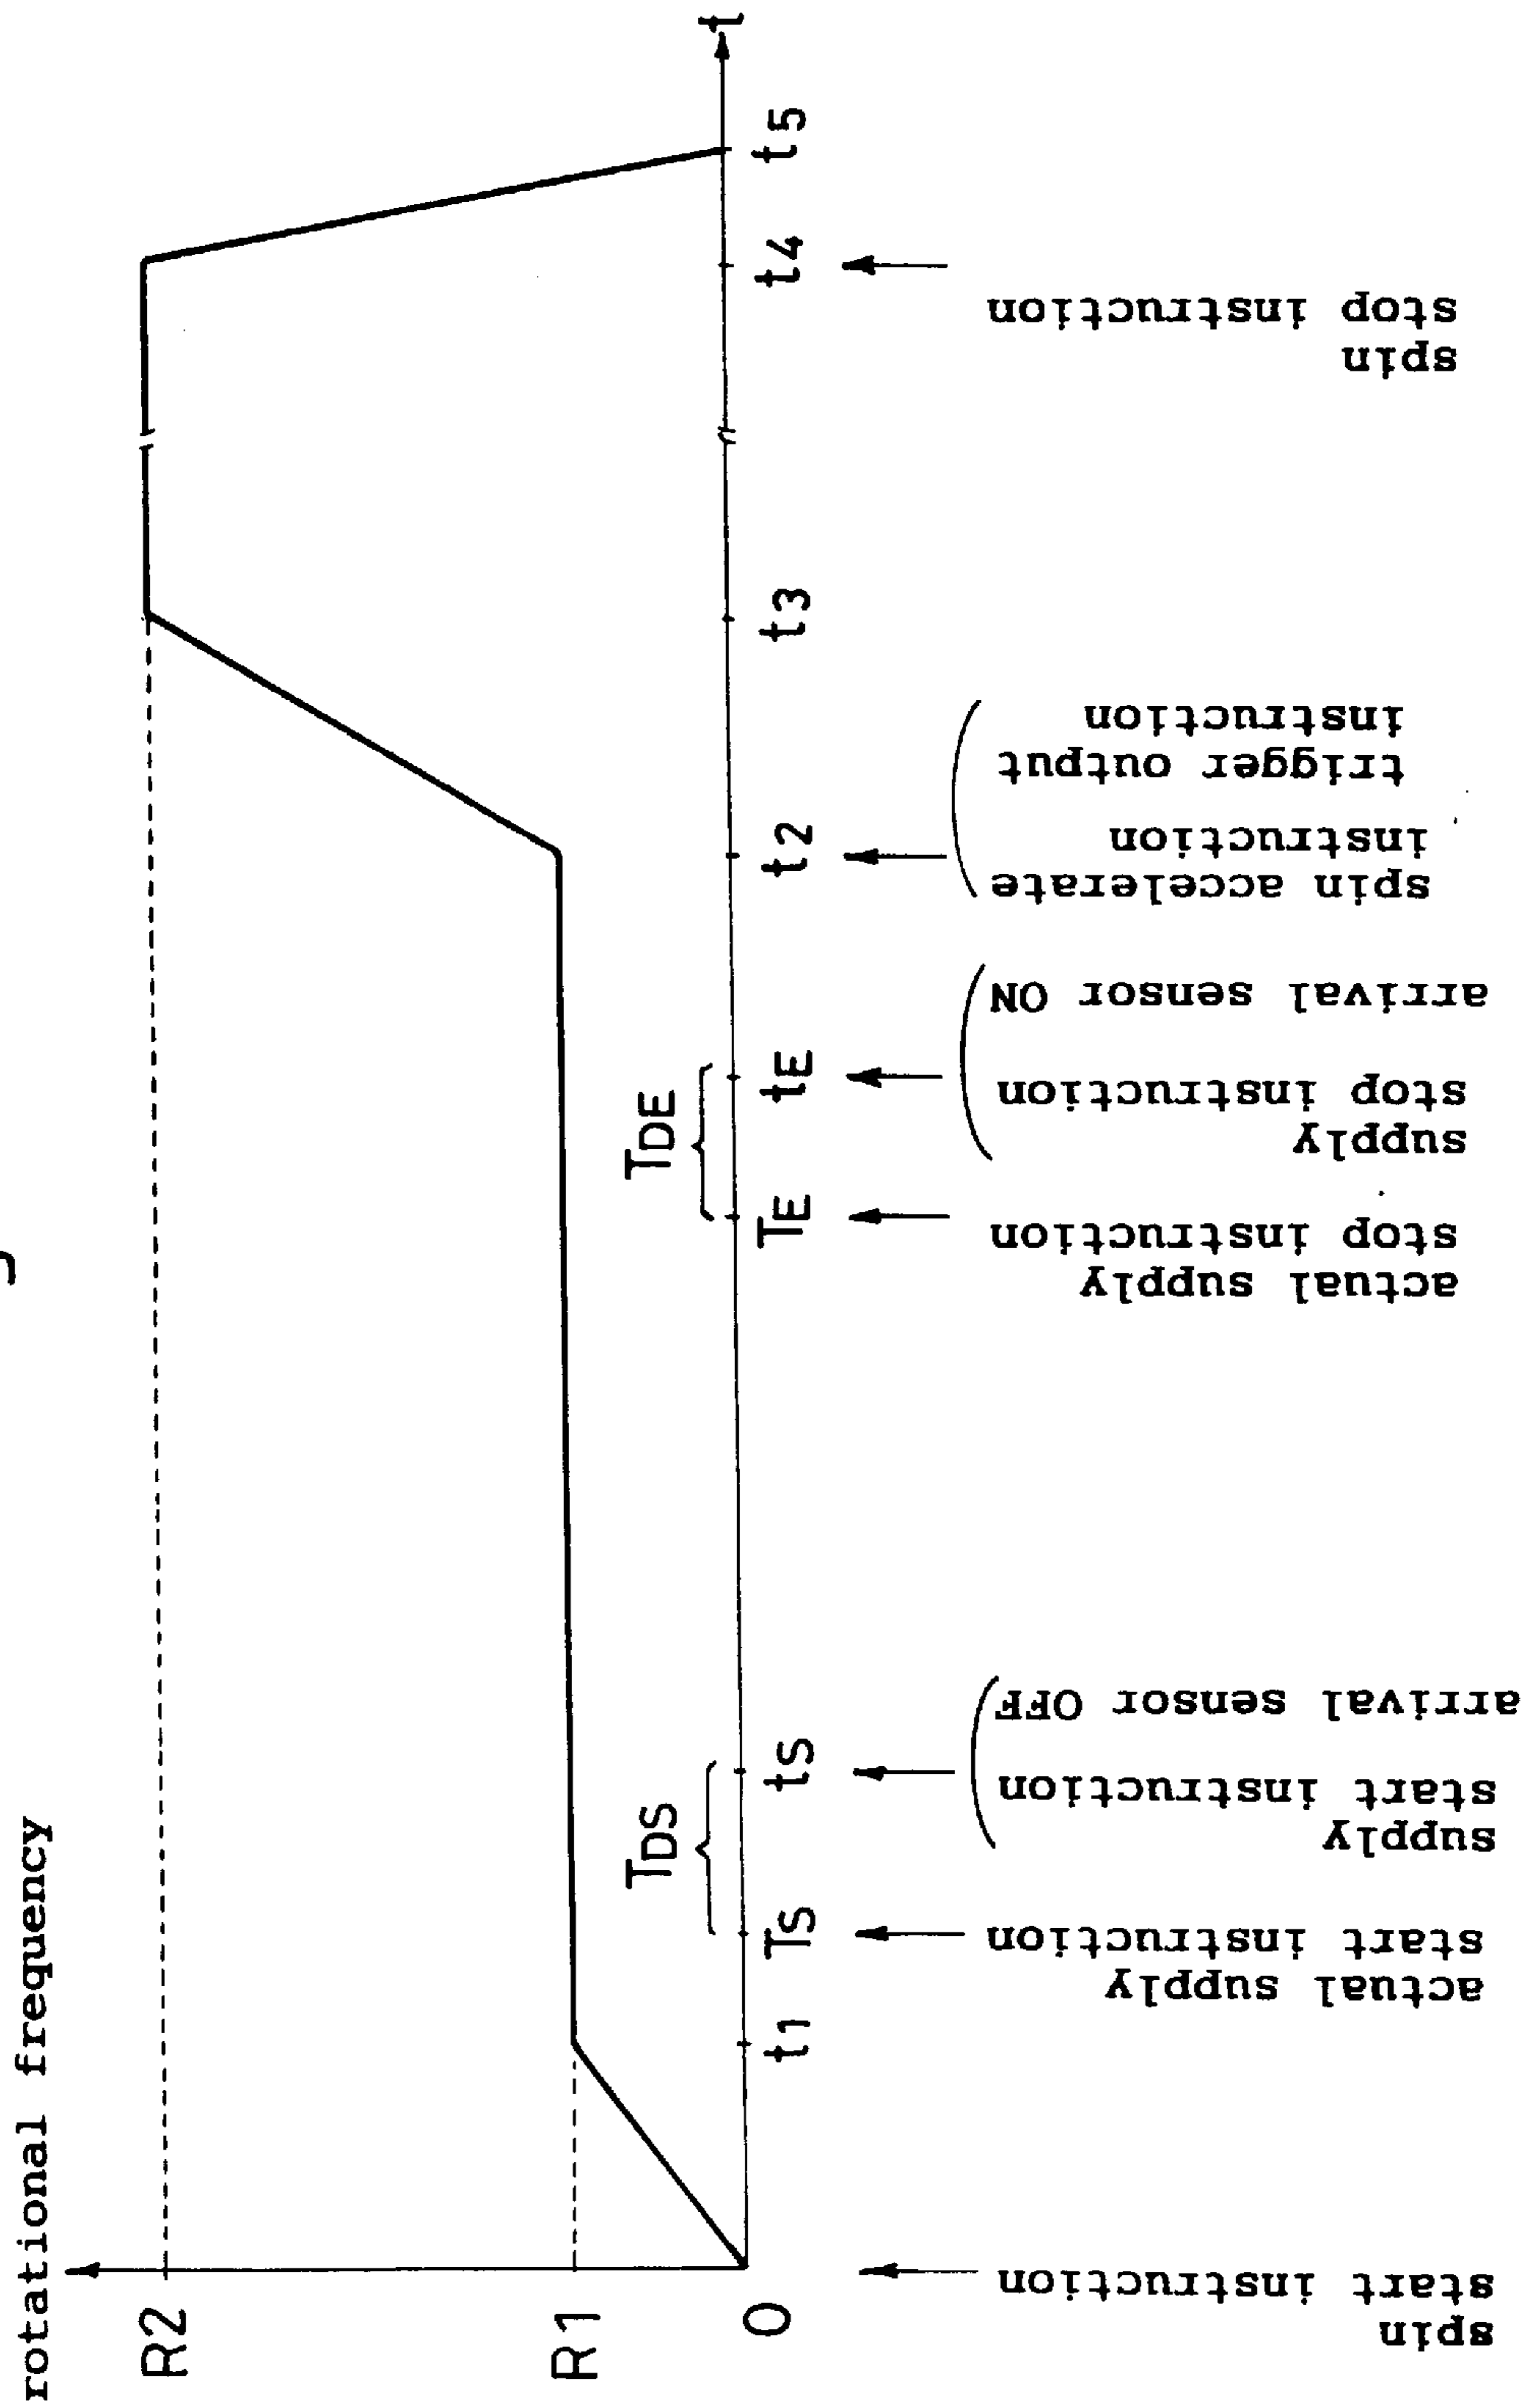 rotational frequency
R2
R1
0
t1
TS
TDS
tS
TE
TDE
tE
t2
t3
t4
t5
t
spin
start instruction
actual supply
start instruction
supply
start instruction
arrival sensor OFF
actual supply
stop instruction
supply
stop instruction
arrival sensor ON
spin accelerate
instruction
trigger output
instruction
spin
stop instruction